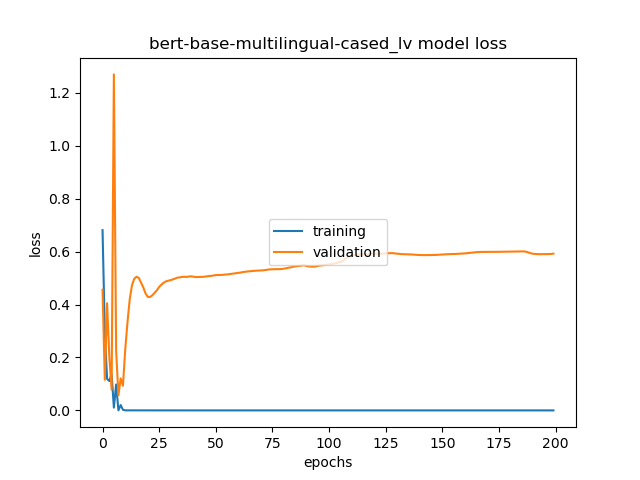 bert-base-multilingual-cased_lv model loss
1.2
1.0
0.8
0.6
0.4
0.2
0.0
loss
training
validation
0 25 50 75 100 125 150 175 200
epochs